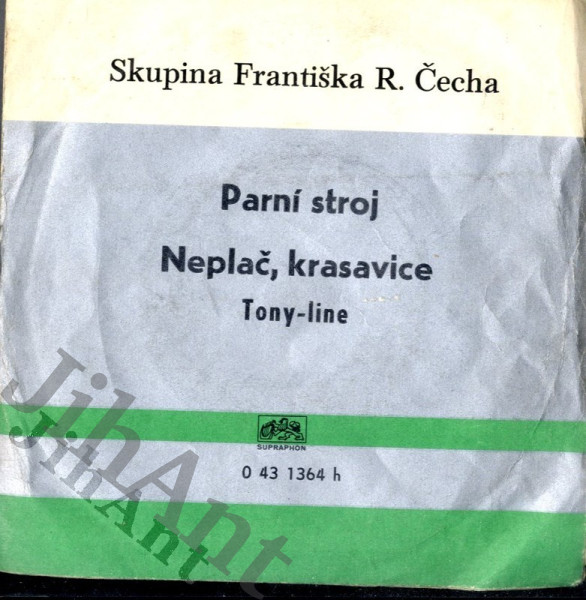 Skupina Františka R. Čecha
Parní stroj
Neplač, krasavice
Tony-line
SUPRAPHON
0 43 1364 h
JihAnt
JihAnt